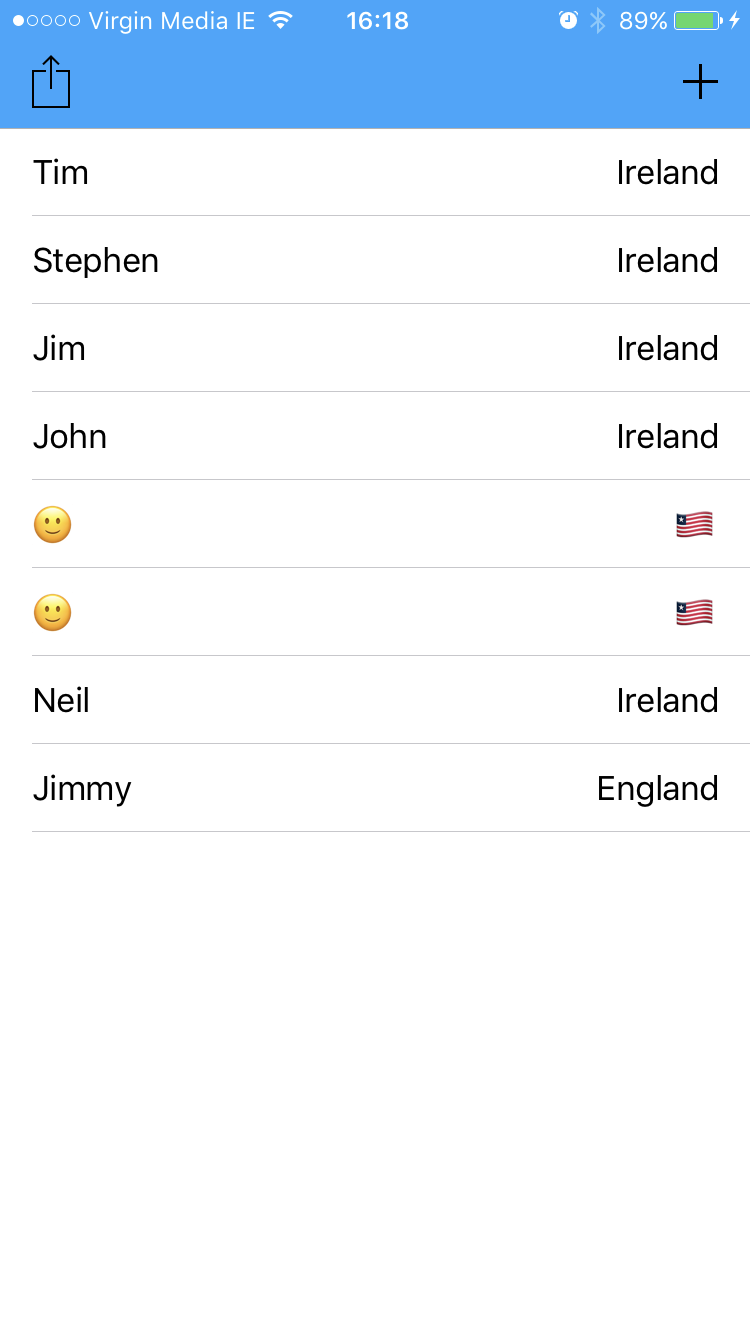 Virgin Media IE 16:18 89%
Tim Ireland
Stephen Ireland
Jim Ireland
John Ireland
🙂 🇱🇷
🙂 🇱🇷
Neil Ireland
Jimmy England